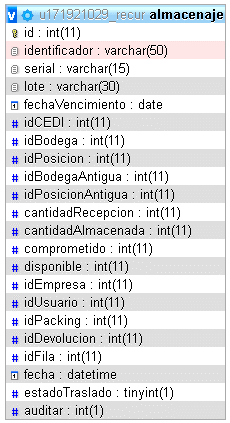 v u171921029_recur almacenaje
id : int(11)
identificador : varchar(50)
serial : varchar(15)
lote : varchar(30)
fechaVencimiento : date
# idCEDI : int(11)
# idBodega : int(11)
# idPosicion : int(11)
# idBodegaAntigua : int(11)
# idPosicionAntigua : int(11)
# cantidadRecepcion : int(11)
# cantidadAlmacenada : int(11)
# comprometido : int(11)
# disponible : int(11)
# idEmpresa : int(11)
# idUsuario : int(11)
# idPacking : int(11)
# idDevolucion : int(11)
# idFila : int(11)
fecha : datetime
# estadoTraslado : tinyint(1)
# auditar : int(1)